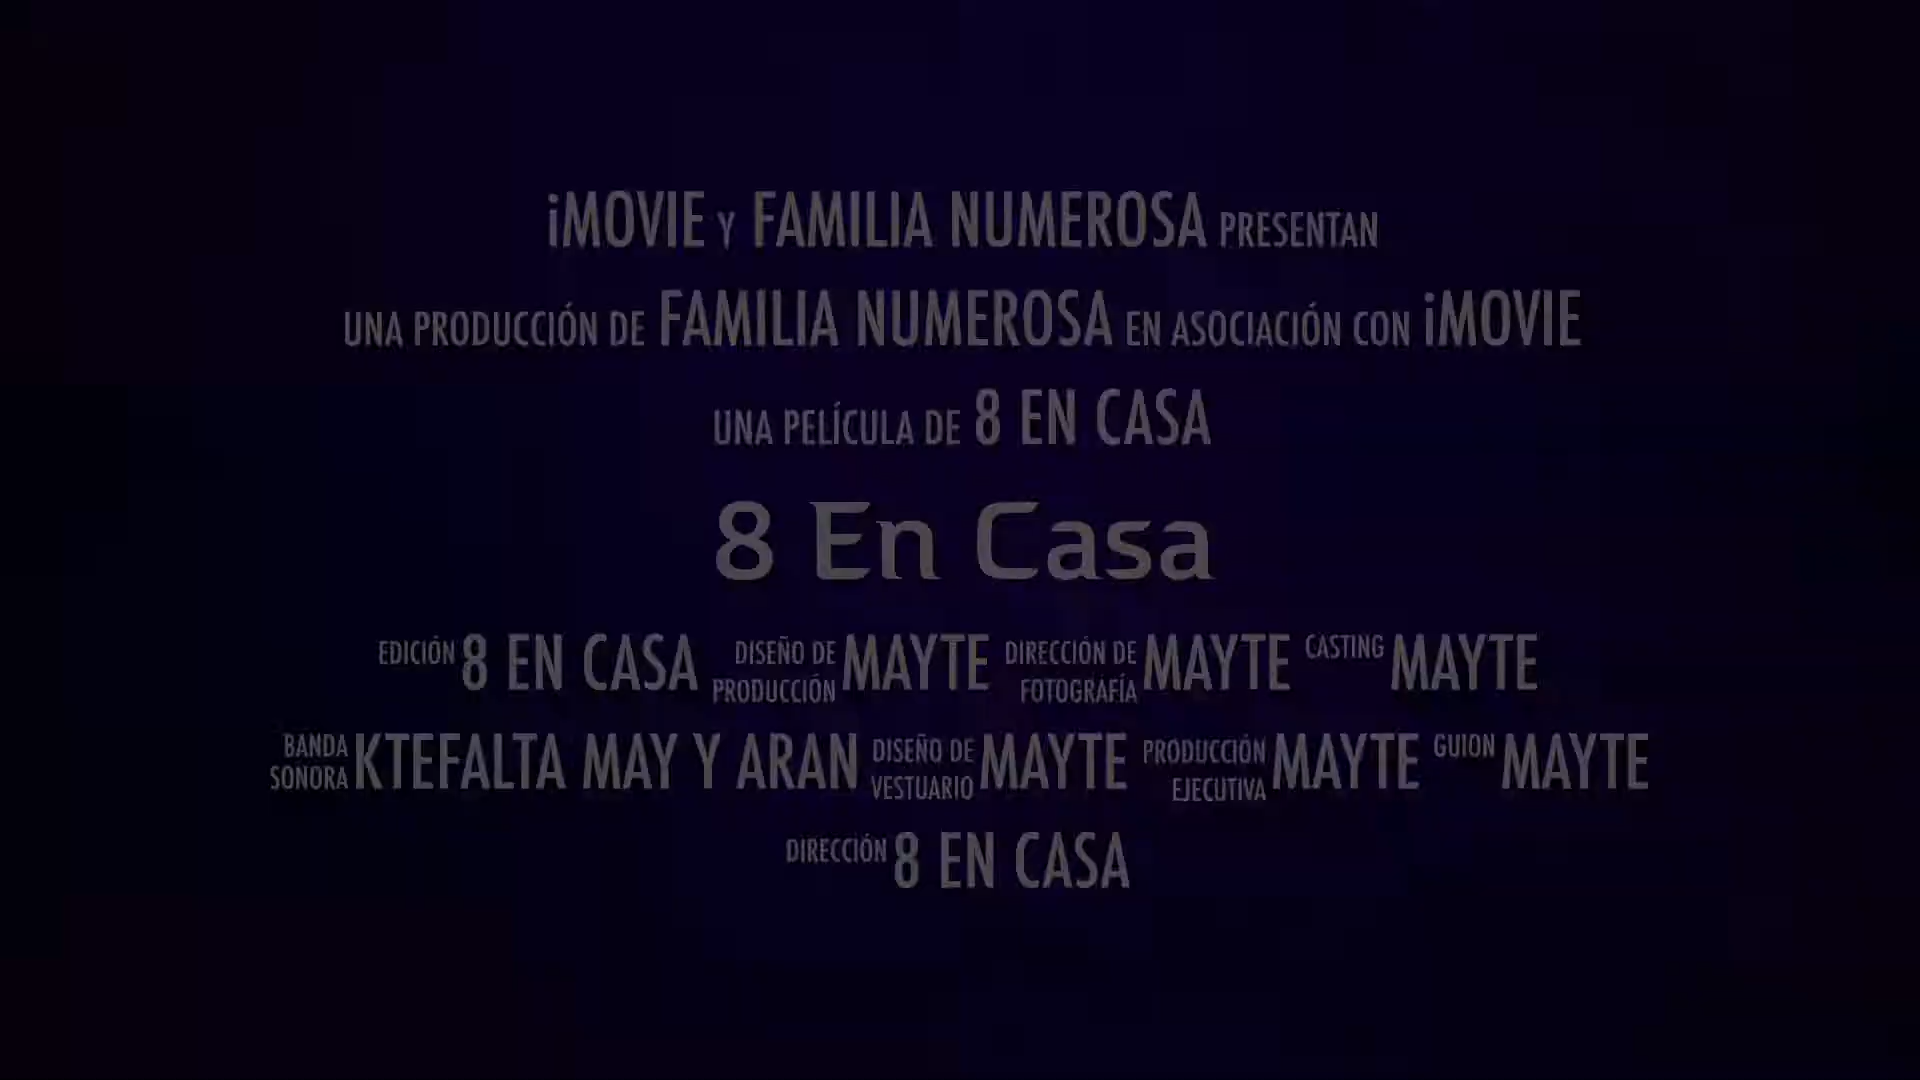 iMOVIE Y FAMILIA NUMEROSA PRESENTAN
UNA PRODUCCIÓN DE FAMILIA NUMEROSA EN ASOCIACIÓN CON iMOVIE
UNA PELÍCULA DE 8 EN CASA
8 En Casa
EDICIÓN 8 EN CASA DISEÑO DE PRODUCCIÓN MAYTE DIRECCIÓN DE FOTOGRAFÍA MAYTE CASTING MAYTE
BANDA SONORA KTEFALTA MAY Y ARAN DISEÑO DE VESTUARIO MAYTE PRODUCCIÓN EJECUTIVA MAYTE GUION MAYTE
DIRECCIÓN 8 EN CASA